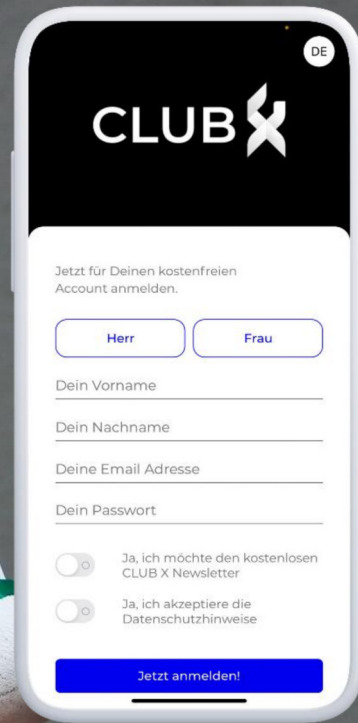 DE
CLUB X
Jetzt für Deinen kostenfreien
Account anmelden.
Herr
Frau
Dein Vorname
Dein Nachname
Deine Email Adresse
Dein Passwort
Ja, ich möchte den kostenlosen
CLUB X Newsletter
Ja, ich akzeptiere die
Datenschutzhinweise
Jetzt anmelden!